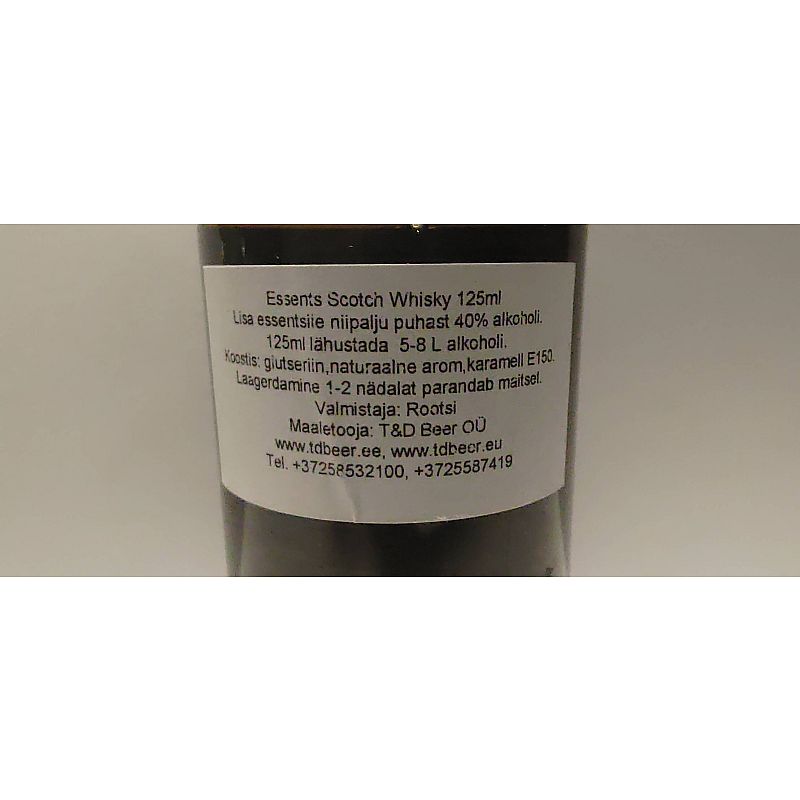 Essents Scotch Whisky 125ml
Lisa essentsiie niipalju puhast 40% alkoholi.
125ml lähustada 5-8 L alkoholi.
Koostis: glütseriin,naturaalne arom,karamell E150.
Laagerdamine 1-2 nädalat parandab maitsel.
Valmistaja: Rootsi
Maaletooja: T&D Beer OÜ
www.tdbeer.ee, www.tdbeer.eu
Tel. +37258532100, +3725587419